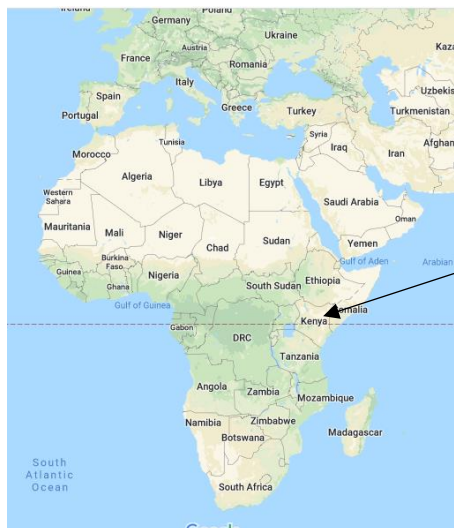 Poland
Germany
Ukraine
Kaza
France
Austria
Romania
Italy
Uzbekis
Spain
Greece
Turkey
Turkmenistan
Portugal
Syria
Afghan
Morocco
Tunisia
Iraq
Iran
Algeria
Libya
Egypt
Western
Sahara
Saudi Arabia
Oman
Mauritania
Mali
Niger
Chad
Sudan
Yemen
Burkina
Faso
Gulf of Aden
Arabian
Guinea
Ghana
Nigeria
South Sudan
Ethiopia
Gulf of Guinea
omalia
Gabon
DRC
Kenya
Tanzania
Angola
Zambia
Mozambique
Namibia
Zimbabwe
Botswana
Madagascar
South
Atlantic
Ocean
South Africa